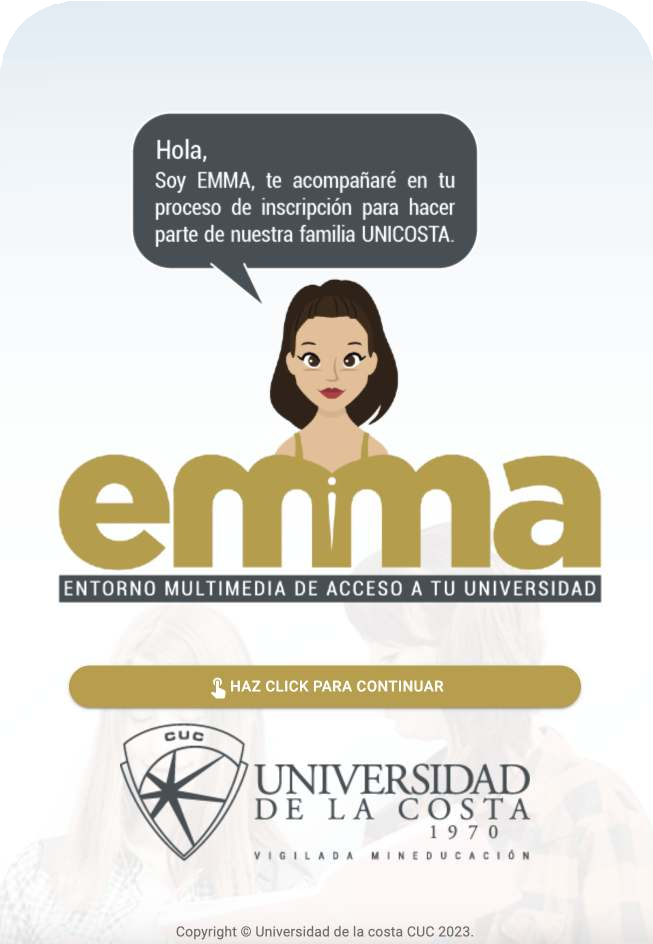 Hola,
Soy EMMA, te acompañaré en tu
proceso de inscripción para hacer
parte de nuestra familia UNICOSTA.
emma
ENTORNO MULTIMEDIA DE ACCESO A TU UNIVERSIDAD
HAZ CLICK PARA CONTINUAR
CUC
UNIVERSIDAD
DE LA COSTA
1970
VIGILADA MINEDUCACIÓN
Copyright © Universidad de la costa CUC 2023.